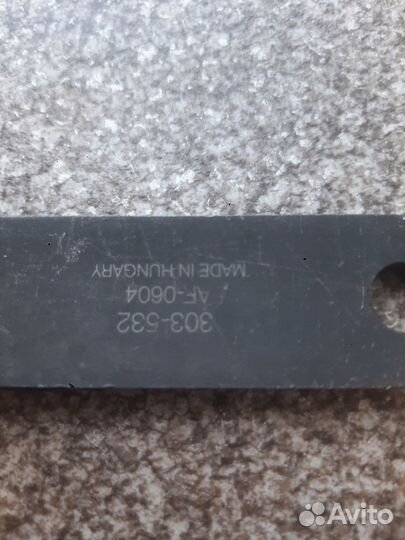 303-532
AF-0604
MADE IN HUNGARY
Avito